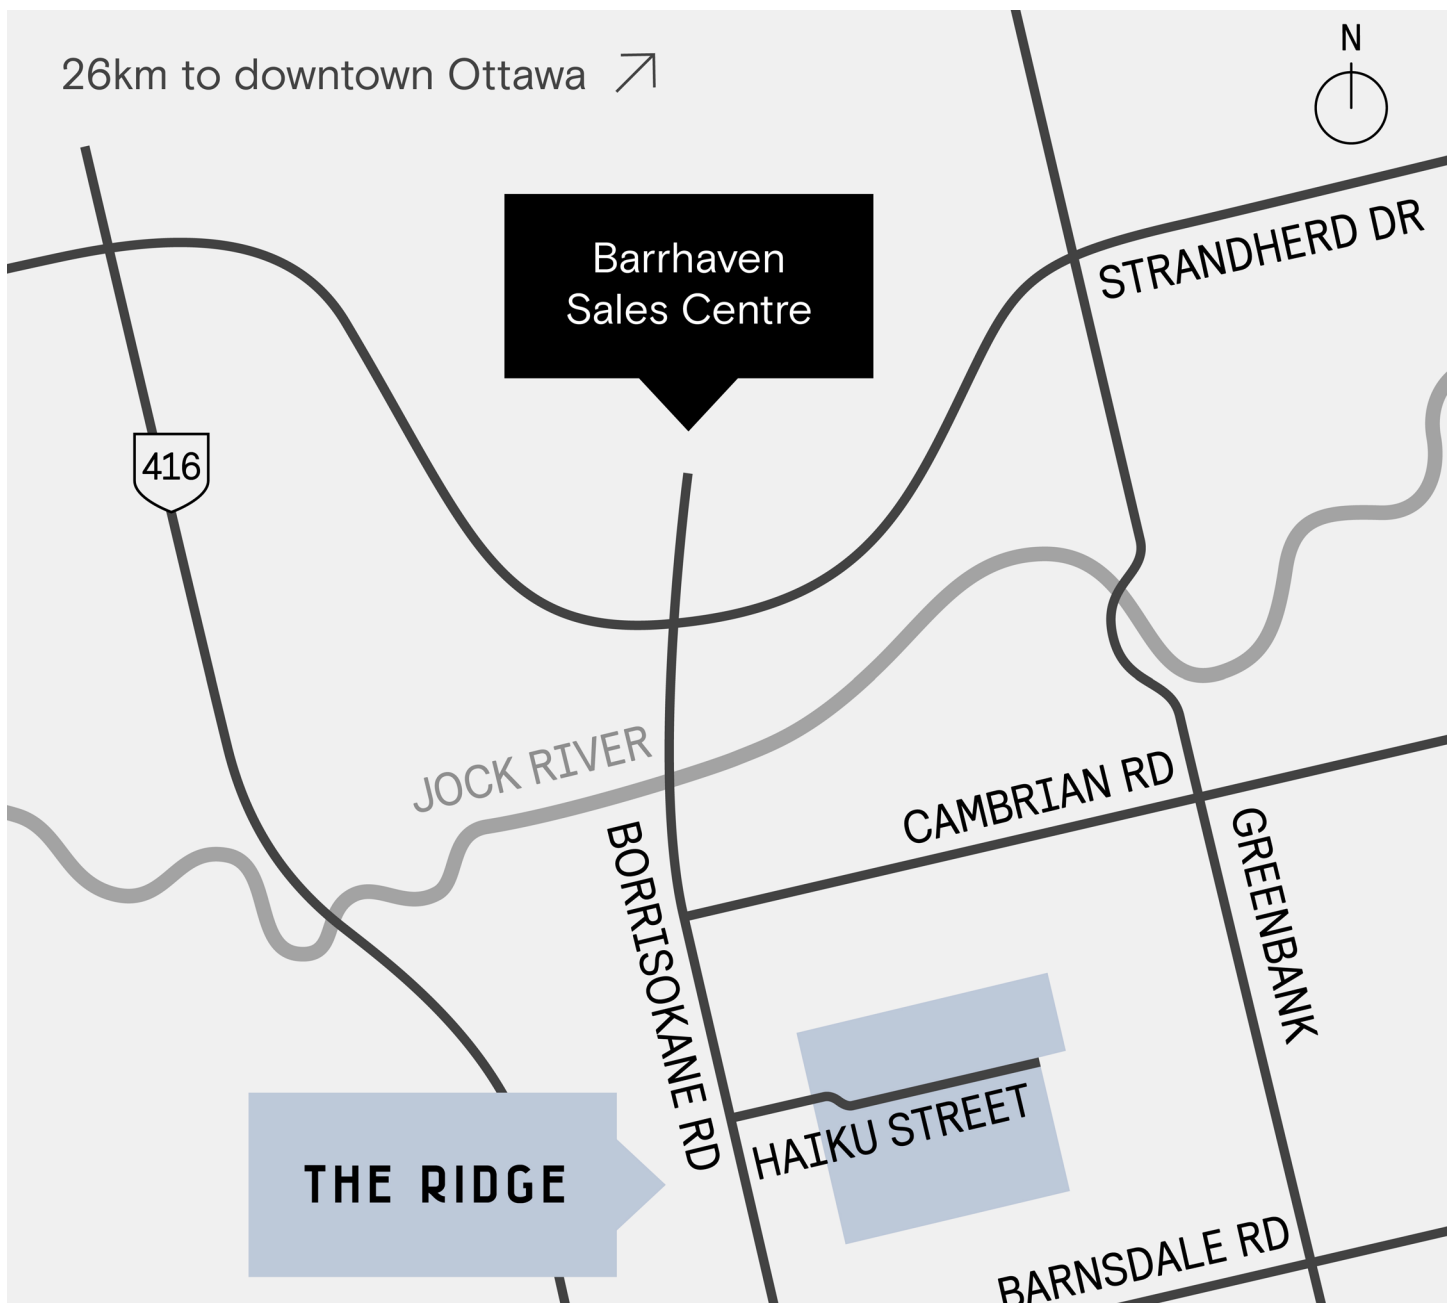 26km to downtown Ottawa
N
STRANDHERD DR
Barrhaven
Sales Centre
416
JOCK RIVER
CAMBRIAN RD
BORRISOKANE RD
GREENBANK
HAIKU STREET
THE RIDGE
BARNSDALE RD